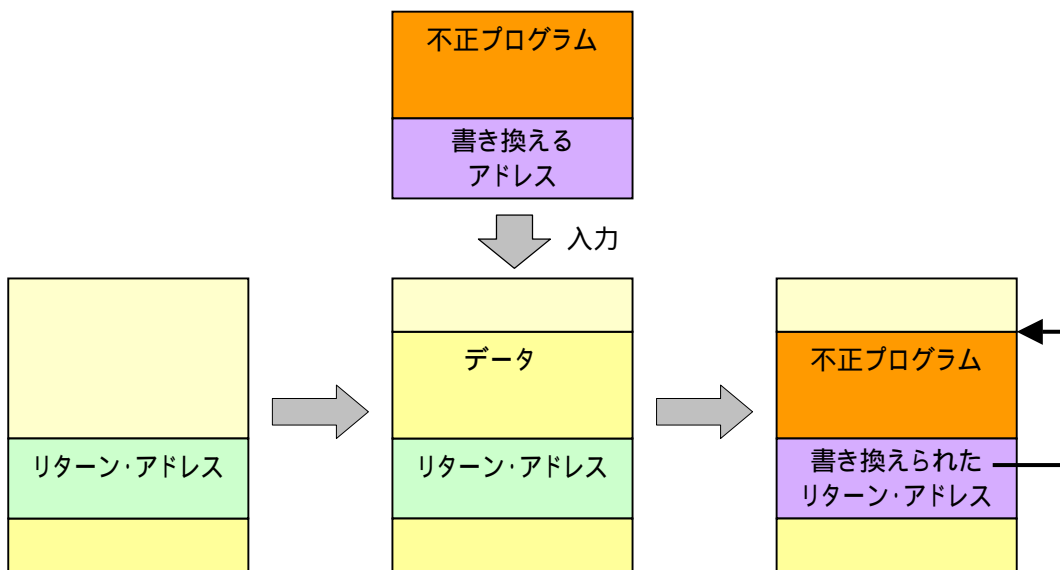 不正プログラム
書き換える
アドレス
入力
リターン・アドレス
データ
リターン・アドレス
不正プログラム
書き換えられた
リターン・アドレス